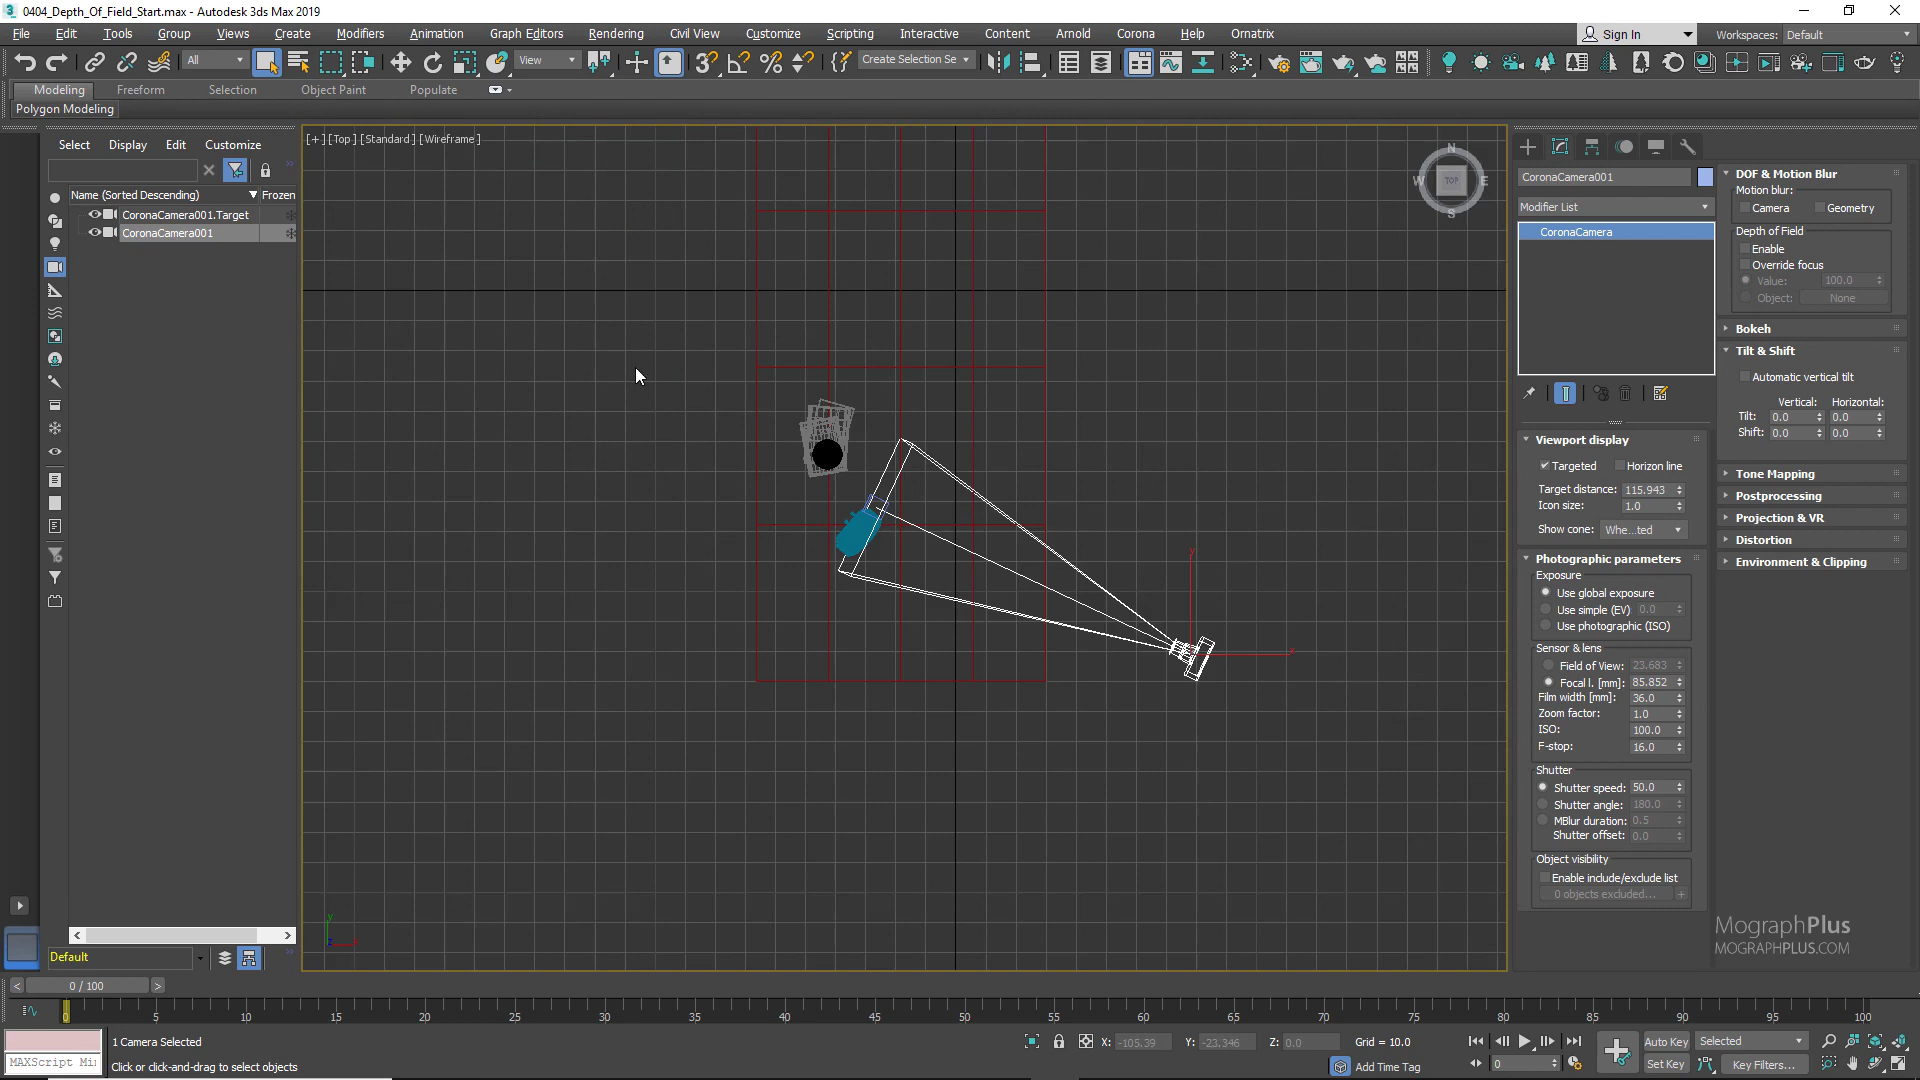 0404_Depth_Of_Field_Start.max - Autodesk 3ds Max 2019
File Edit Tools Group Views Create Modifiers Animation Graph Editors Rendering Civil View Customize Scripting Interactive Content Arnold Corona Help Ornatrix Sign In Workspaces: Default
All View Create Selection Se
Modeling Freeform Selection Object Paint Populate
Polygon Modeling
Select Display Edit Customize
Name (Sorted Descending) Frozen
CoronaCamera001.Target
CoronaCamera001
Default
[+] [Top] [Standard] [Wireframe]
N
W TOP E
S
y
x
y
x
CoronaCamera001
Modifier List
CoronaCamera
Viewport display
Targeted Horizon line
Target distance: 115.943
Icon size: 1.0
Show cone: Whe...ted
Photographic parameters
Exposure
Use global exposure
Use simple (EV) 0.0
Use photographic (ISO)
Sensor & lens
Field of View: 23.683
Focal l. [mm]: 85.852
Film width [mm]: 36.0
Zoom factor: 1.0
ISO: 100.0
F-stop: 16.0
Shutter
Shutter speed: 50.0
Shutter angle: 180.0
MBlur duration: 0.5
Shutter offset: 0.0
Object visibility
Enable include/exclude list
0 objects excluded... +
DOF & Motion Blur
Motion blur:
Camera Geometry
Depth of Field
Enable
Override focus
Value: 100.0
Object: None
Bokeh
Tilt & Shift
Automatic vertical tilt
Vertical: Horizontal:
Tilt: 0.0 0.0
Shift: 0.0 0.0
Tone Mapping
Postprocessing
Projection & VR
Distortion
Environment & Clipping
MographPlus
MOGRAPHPLUS.COM
< 0 / 100 >
0 5 10 15 20 25 30 35 40 45 50 55 60 65 70 75 80 85 90 95 100
MAXScript Mi
1 Camera Selected
Click or click-and-drag to select objects
X: -105.39 Y: -23.346 Z: 0.0 Grid = 10.0
Add Time Tag
0
Auto Key Selected
Set Key Key Filters...